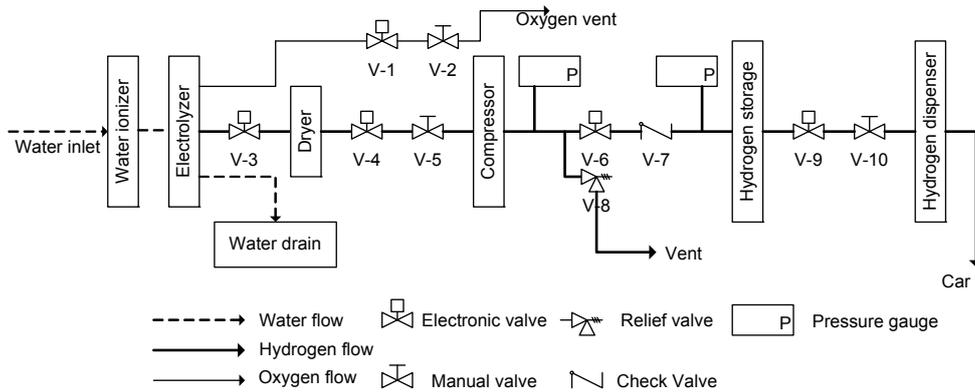 Oxygen vent
V-1
V-2
P
P
Water ionizer
Electrolyzer
Dryer
Compressor
Hydrogen storage
Hydrogen dispenser
Water inlet
V-3
V-4
V-5
V-6
V-7
V-9
V-10
V-8
Water drain
Vent
Car
Water flow
Electronic valve
Relief valve
P
Pressure gauge
Hydrogen flow
Oxygen flow
Manual valve
Check Valve